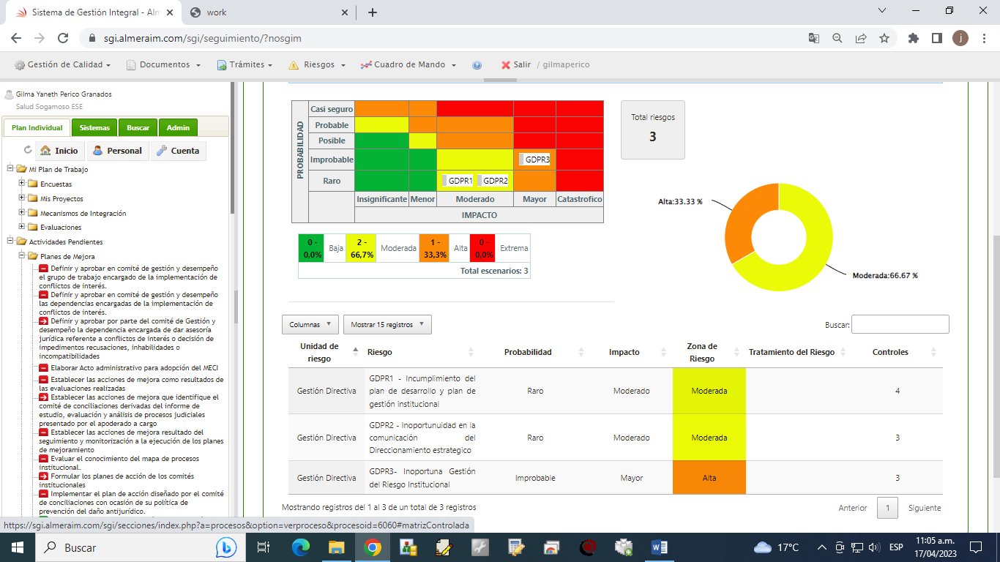 Sistema de Gestión Integral - Alm
work
sgi.almeraim.com/sgi/seguimiento/?nosgim
j
Gestión de Calidad
Documentos
Trámites
Riesgos
Cuadro de Mando
Salir / gilmaperico
Gilma Yaneth Perico Granados
Salud Sogamoso ESE
Plan Individual
Sistemas
Buscar
Admin
Inicio
Personal
Cuenta
Mi Plan de Trabajo
Encuestas
Mis Proyectos
Mecanismos de Integración
Evaluaciones
Actividades Pendientes
Planes de Mejora
Definir y aprobar en comité de gestión y desempeño
el grupo de trabajo encargado de la implementación de
conflictos de interés.
Definir y aprobar en comité de gestión y desempeño
las dependencias encargadas de la implementación de
conflictos de interés.
Definir y aprobar por parte del comité de Gestión y
desempeño la dependencia encargada de dar asesoría
jurídica referente a conflictos de interés o decisión de
impedimentos recusaciones, inhabilidades o
incompatibilidades
Elaborar Acto administrativo para adopción del MECI
Establecer las acciones de mejora como resultados de
las evaluaciones realizadas
Establecer las acciones de mejora que identifique el
comité de conciliaciones derivadas del informe de
estudio, evaluación y análisis de procesos judiciales
presentado por el apoderado a cargo
Establecer las acciones de mejora resultado del
seguimiento y monitorización a la ejecución de los planes
de mejoramiento
Evaluar el conocimiento del mapa de procesos
institucional.
Formular los planes de acción de los comités
institucionales
Implementar el plan de acción diseñado por el comité
de conciliaciones con ocasión de su política de
prevención del daño antijurídico.
PROBABILIDAD
Casi seguro
Probable
Posible
Improbable
GDPR3
Raro
GDPR1 GDPR2
Insignificante Menor Moderado Mayor Catastrofico
IMPACTO
0 - 0,0% Baja 2 - 66,7% Moderada 1 - 33,3% Alta 0 - 0,0% Extrema
Total escenarios: 3
Total riesgos
3
Alta:33.33 %
Moderada:66.67 %
Columnas
Mostrar 15 registros
Buscar:
Unidad de riesgo Riesgo Probabilidad Impacto Zona de Riesgo Tratamiento del Riesgo Controles
Gestión Directiva GDPR1 - Incumplimiento del plan de desarrollo y plan de gestión institucional Raro Moderado Moderada 4
Gestión Directiva GDPR2 - Inoportunuidad en la comunicación del Direccionamiento estrategico Raro Moderado Moderada 3
Gestión Directiva GDPR3- Inoportuna Gestión del Riesgo Institucional Improbable Mayor Alta 3
Mostrando registros del 1 al 3 de un total de 3 registros
Anterior 1 Siguiente
https://sgi.almeraim.com/sgi/secciones/index.php?a=procesos&option=verproceso&procesoid=6060#matrizControlada
Buscar
17°C
ESP
11:05 a.m.
17/04/2023